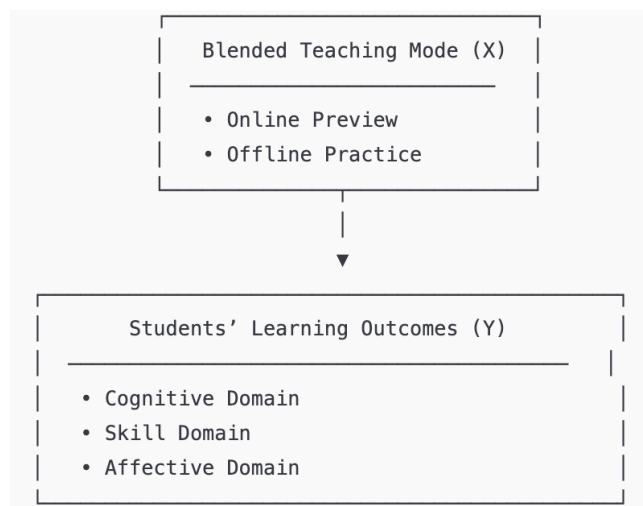 Blended Teaching Mode (X)
• Online Preview
• Offline Practice
Students’ Learning Outcomes (Y)
• Cognitive Domain
• Skill Domain
• Affective Domain